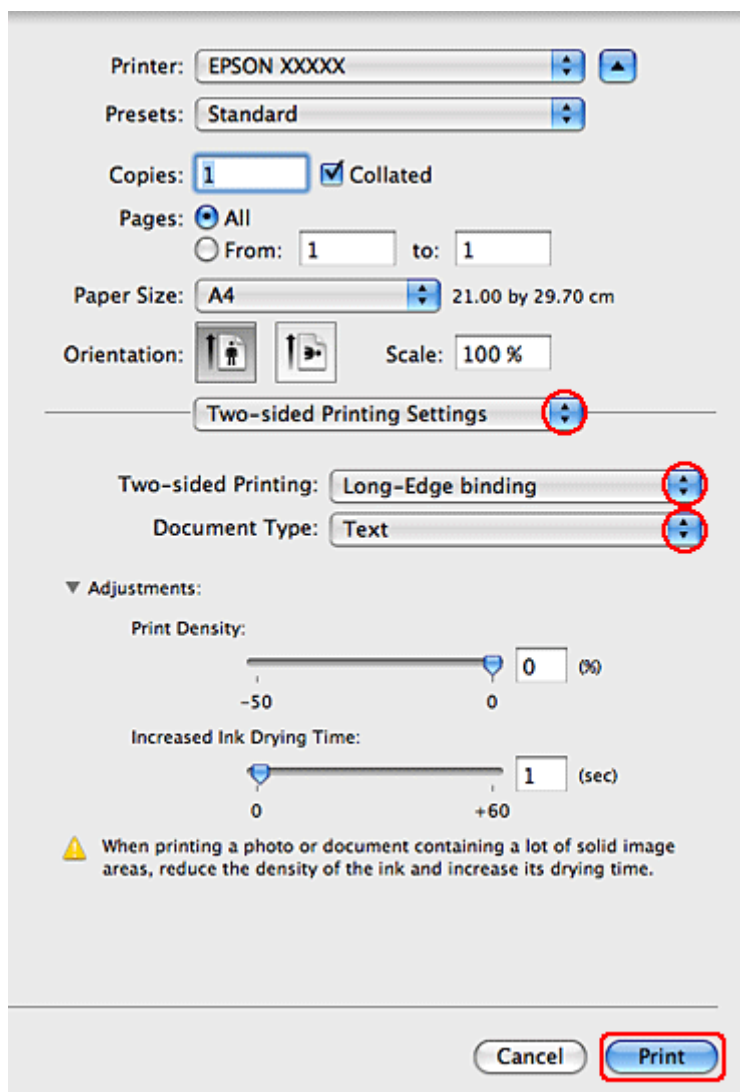 Printer: EPSON XXXXX
Presets: Standard
Copies: 1 Collated
Pages: All
From: 1 to: 1
Paper Size: A4 21.00 by 29.70 cm
Orientation: Scale: 100 %
Two-sided Printing Settings
Two-sided Printing: Long-Edge binding
Document Type: Text
Adjustments:
Print Density:
0 (%)
-50 0
Increased Ink Drying Time:
1 (sec)
0 +60
When printing a photo or document containing a lot of solid image
areas, reduce the density of the ink and increase its drying time.
Cancel Print